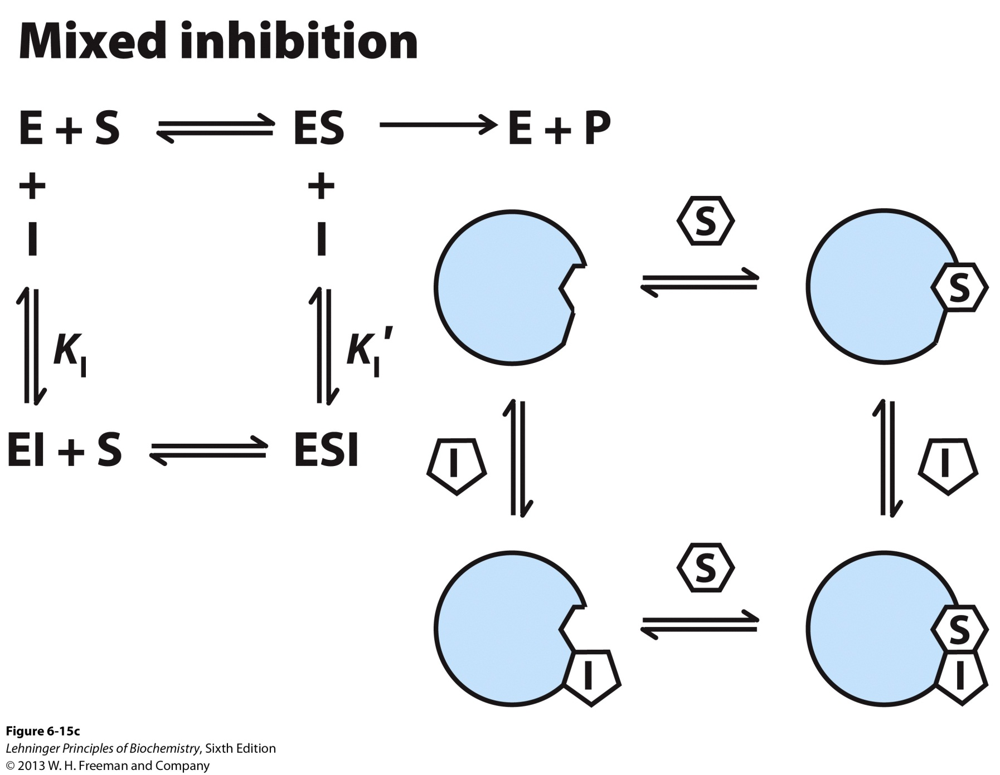 Mixed inhibition
E + S ⇌ ES → E + P
+ +
I I
K_I K_I′
EI + S ⇌ ESI
S
S
I I
S
I S
I
Figure 6-15c
Lehninger Principles of Biochemistry, Sixth Edition
© 2013 W. H. Freeman and Company